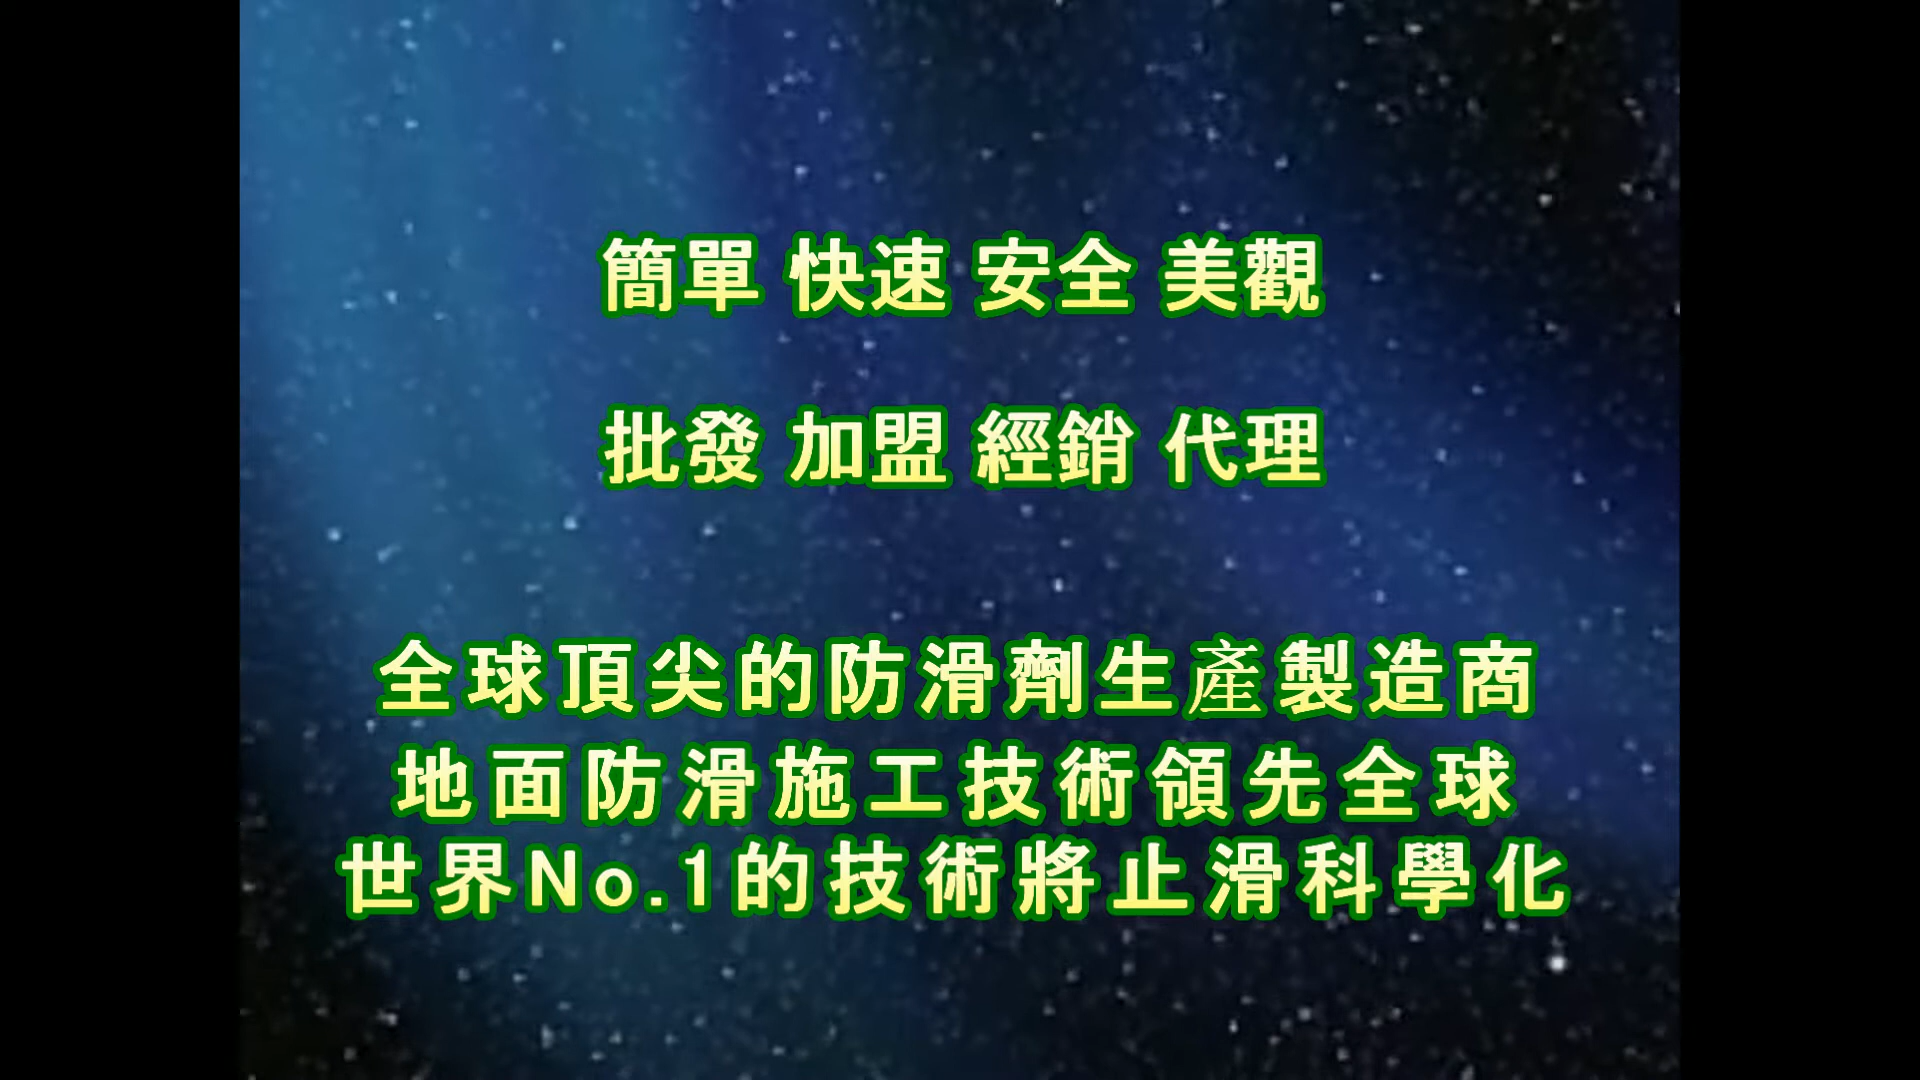 簡單 快速 安全 美觀
批發 加盟 經銷 代理
全球頂尖的防滑劑生產製造商
地面防滑施工技術領先全球
世界No.1的技術將止滑科學化